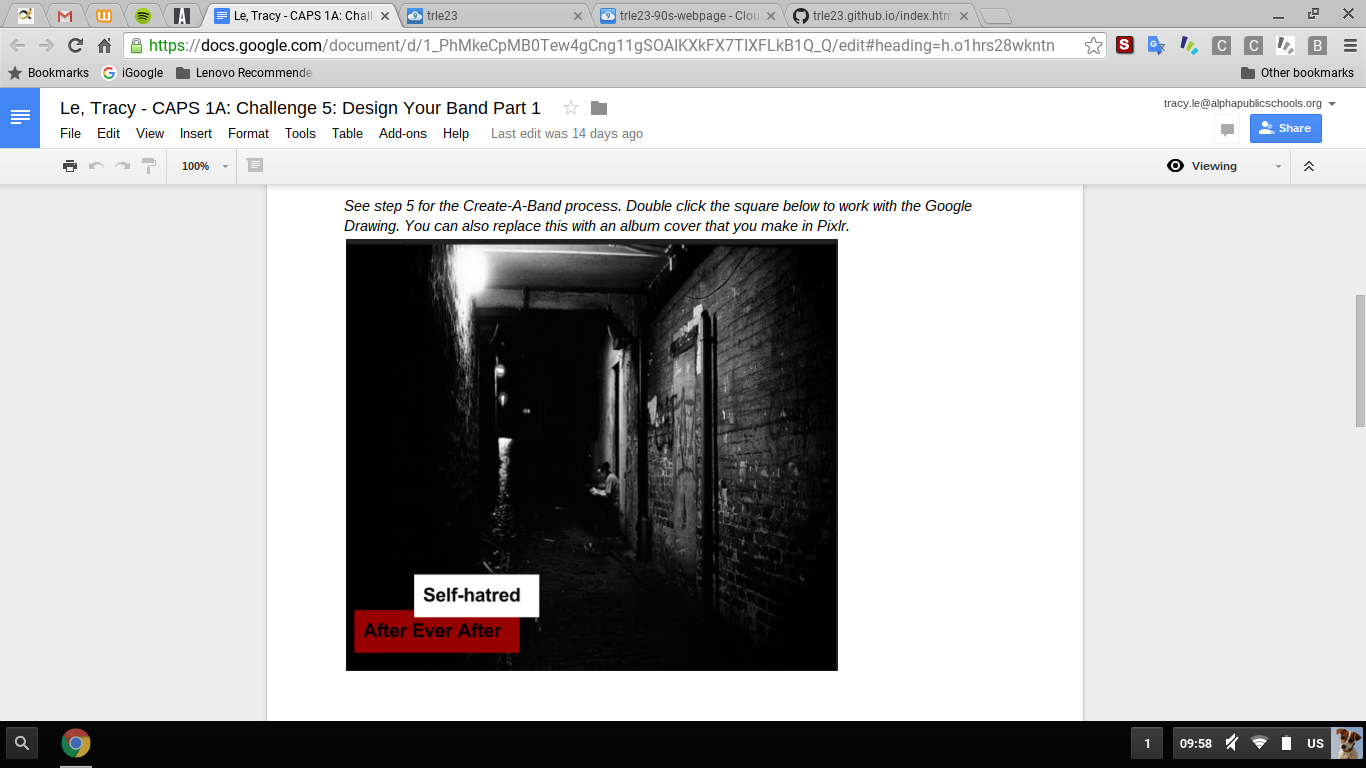 Le, Tracy - CAPS 1A: Chall
trle23
trle23-90s-webpage - Clou
trle23.github.io/index.htm
https://docs.google.com/document/d/1_PhMkeCpMB0Tew4gCng11gSOAIKXkFX7TIXFLkB1Q_Q/edit#heading=h.o1hrs28wkntn
Bookmarks
iGoogle
Lenovo Recommende
Other bookmarks
Le, Tracy - CAPS 1A: Challenge 5: Design Your Band Part 1
tracy.le@alphapublicschools.org
File Edit View Insert Format Tools Table Add-ons Help Last edit was 14 days ago
Share
100%
Viewing
See step 5 for the Create-A-Band process. Double click the square below to work with the Google
Drawing. You can also replace this with an album cover that you make in Pixlr.
Self-hatred
After Ever After
1
09:58
US